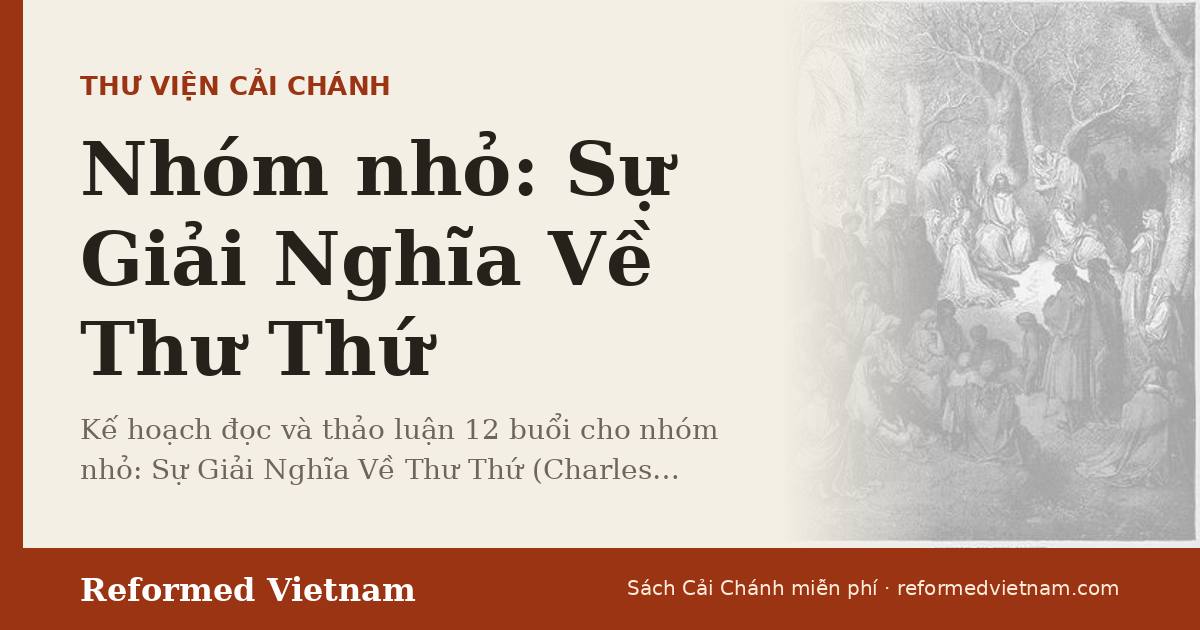 THƯ VIỆN CẢI CHÁNH
Nhóm nhỏ: Sự
Giải Nghĩa Về
Thư Thứ
Kế hoạch đọc và thảo luận 12 buổi cho nhóm
nhỏ: Sự Giải Nghĩa Về Thư Thứ (Charles...
Reformed Vietnam
Sách Cải Chánh miễn phí · reformedvietnam.com